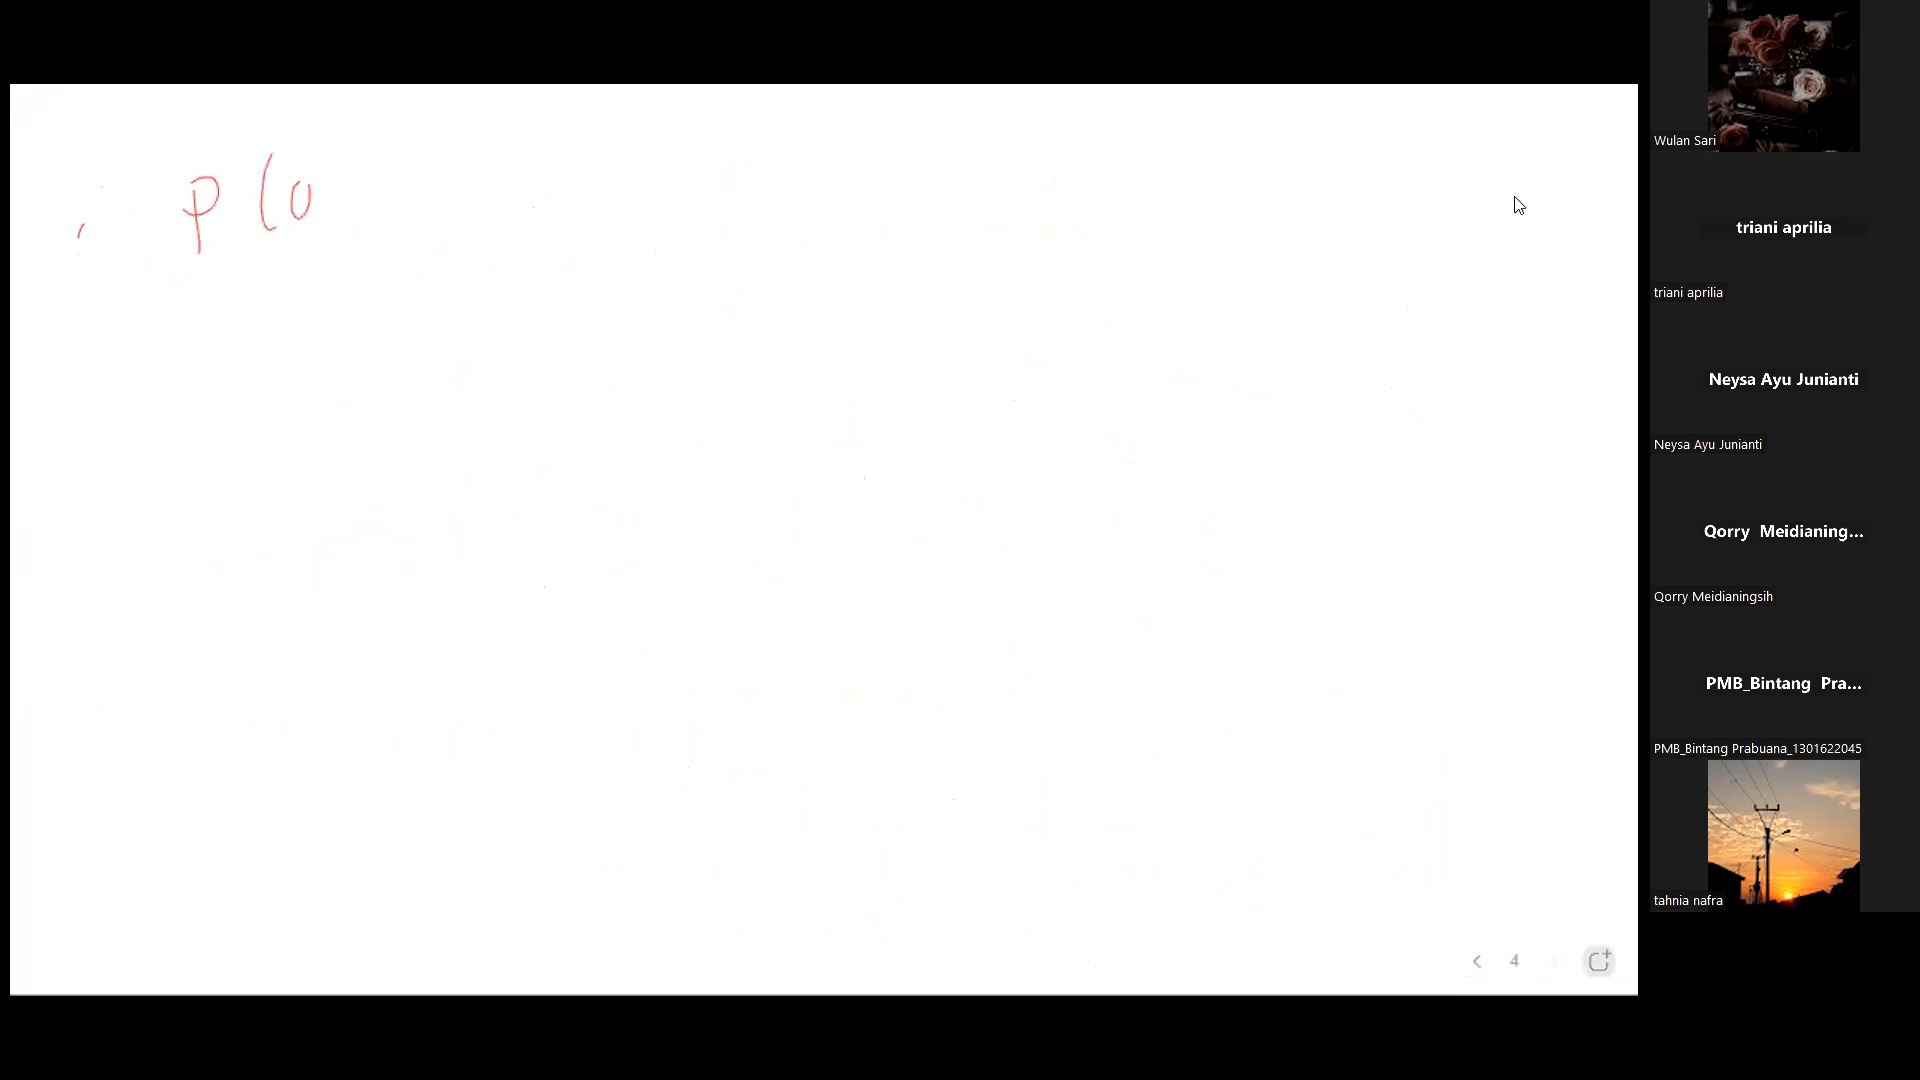 P (0
4
Wulan Sari
triani aprilia
triani aprilia
Neysa Ayu Junianti
Neysa Ayu Junianti
Qorry Meidianing...
Qorry Meidianingsih
PMB_Bintang Pra...
PMB_Bintang Prabuana_1301622045
tahnia nafra